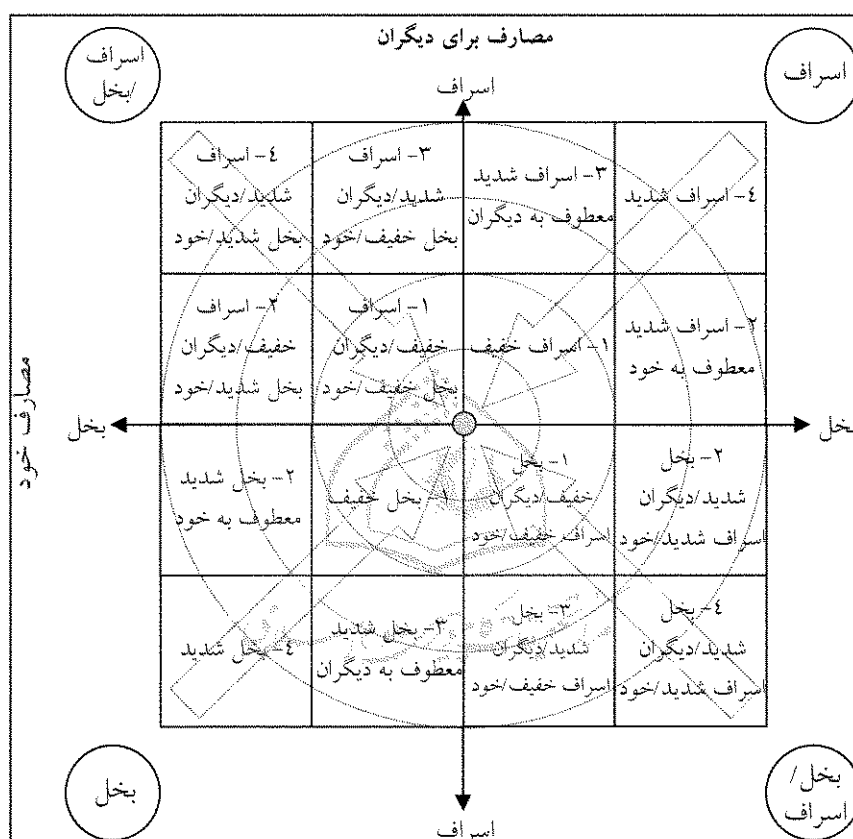 مصارف برای دیگران
اسراف
اسراف
اسراف
/بخل
٤- اسراف شدید
۳- اسراف شدید
معطوف به دیگران
۳- اسراف
شدید/دیگران
بخل خفیف/خود
٤- اسراف
شدید/دیگران
بخل شدید/خود
۲- اسراف شدید
معطوف به خود
۱- اسراف خفیف
۱- اسراف
خفیف/دیگران
بخل خفیف/خود
۲- اسراف
خفیف/دیگران
بخل شدید/خود
بخل
بخل
مصارف خود
۲- بخل
شدید/دیگران
اسراف شدید/خود
۱- بخل
خفیف/دیگران
اسراف خفیف/خود
۱- بخل خفیف
۲- بخل شدید
معطوف به خود
٤- بخل
شدید/دیگران
اسراف شدید/خود
۳- بخل
شدید/دیگران
اسراف خفیف/خود
۳- بخل شدید
معطوف به دیگران
٤- بخل شدید
بخل/
اسراف
اسراف
بخل